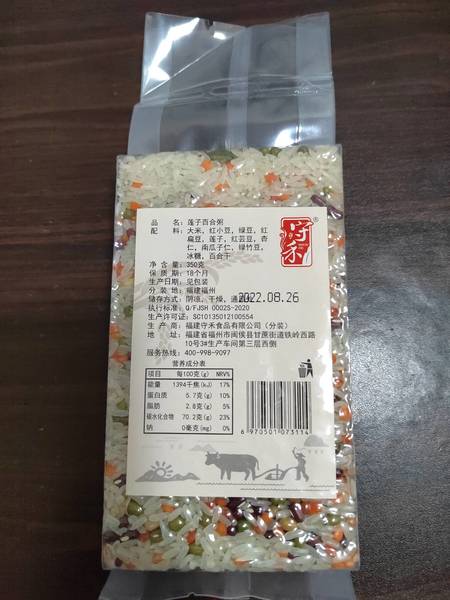 守禾
®
品 名：莲子百合粥
配 料：大米，红小豆，绿豆，红
扁豆，莲子，红芸豆，杏
仁，南瓜子仁，绿竹豆，
冰糖，百合干
净 含 量：350克
保 质 期：18个月
生产日期：见包装
分 装 地：福建福州
储存方式：阴凉、干燥、通
2022.08.26
执行标准：Q/FJSH 0002S-2020
生产许可证：SC10135012100554
生 产 商：福建守禾食品有限公司（分装）
地 址：福建省福州市闽侯县甘蔗街道铁岭西路
10号3#生产车间第三层西侧
服务热线：400-998-9097
营养成分表
项目 每100克(g) NRV%
能量 1394千焦(kJ) 17%
蛋白质 5.7克(g) 10%
脂肪 2.8克(g) 5%
碳水化合物 70.2克(g) 23%
钠 0毫克(mg) 0%
6 970501 073114